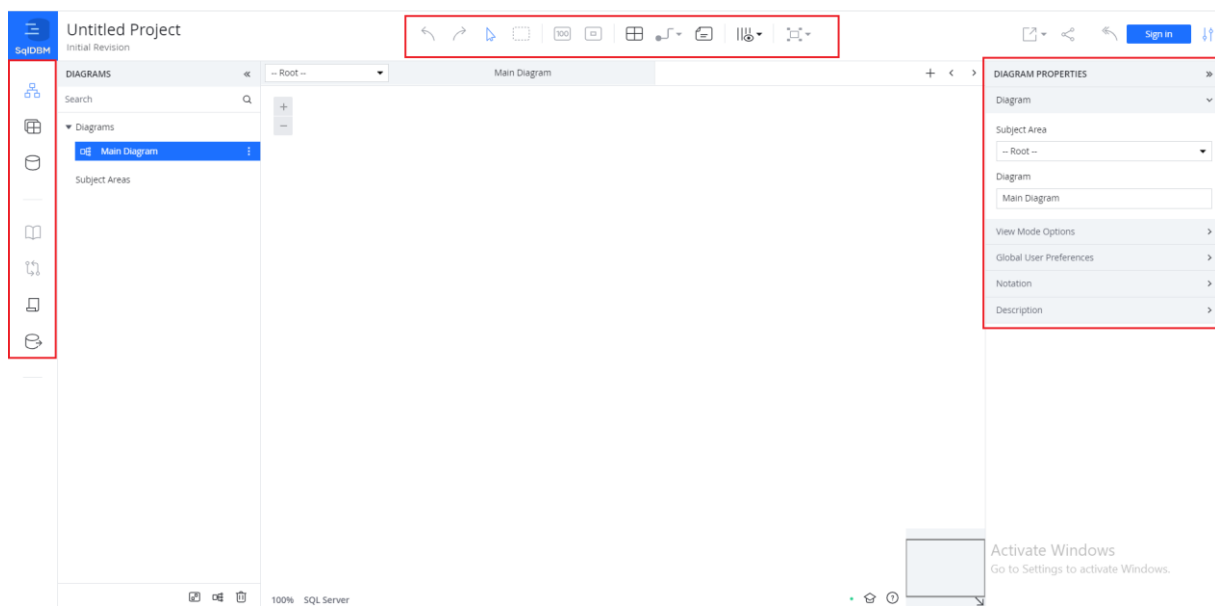 SqlDBM
Untitled Project
Initial Revision
100
Sign in
DIAGRAMS
Search
Diagrams
Main Diagram
Subject Areas
-- Root --
Main Diagram
DIAGRAM PROPERTIES
Diagram
Subject Area
-- Root --
Diagram
Main Diagram
View Mode Options
Global User Preferences
Notation
Description
Activate Windows
Go to Settings to activate Windows.
100% SQL Server